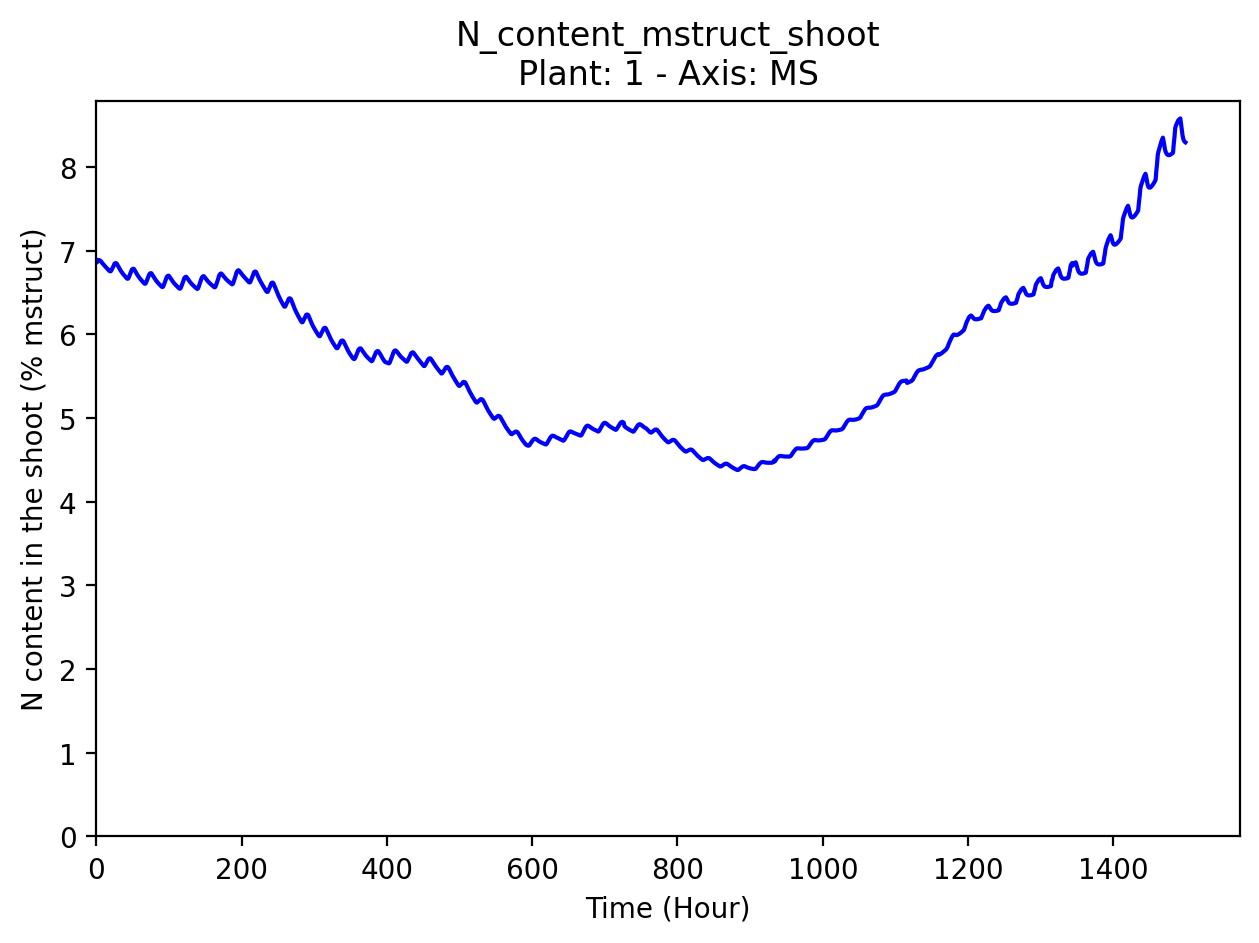 N_content_mstruct_shoot
Plant: 1 - Axis: MS
N content in the shoot (% mstruct)
8
7
6
5
4
3
2
1
0
0 200 400 600 800 1000 1200 1400
Time (Hour)